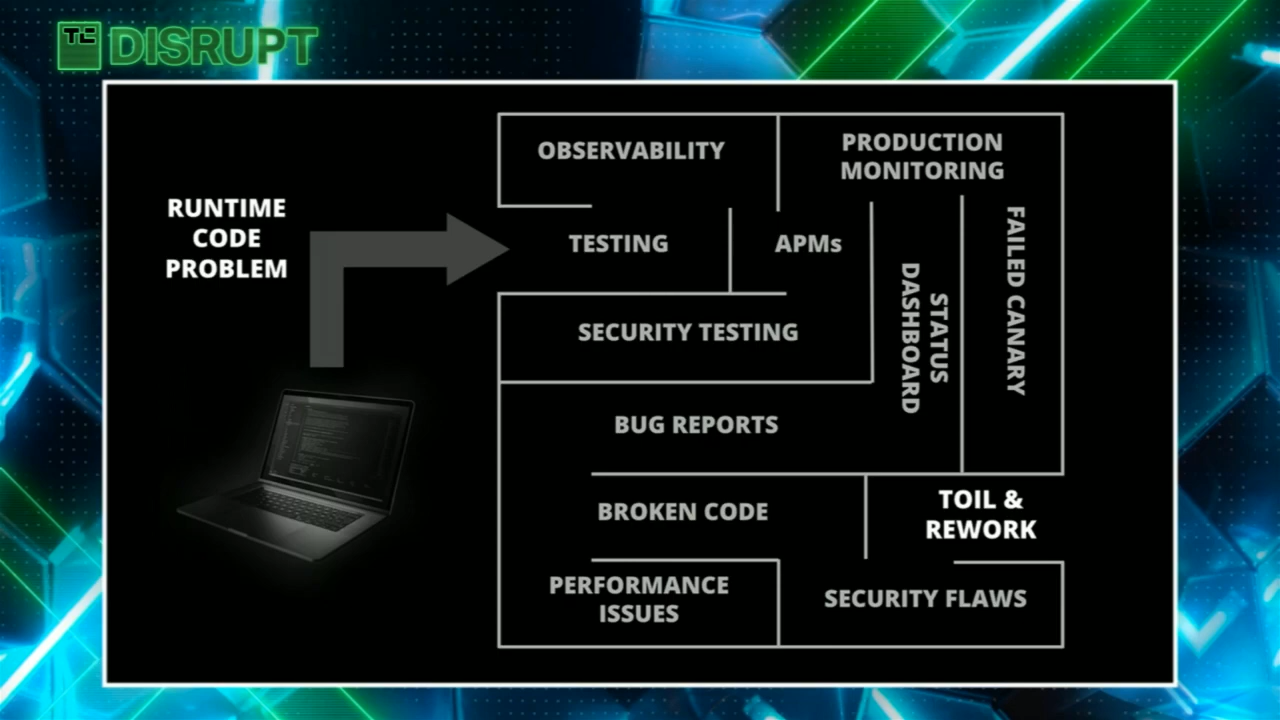 TC DISRUPT
RUNTIME
CODE
PROBLEM
OBSERVABILITY
PRODUCTION
MONITORING
TESTING
APMs
FAILED CANARY
STATUS
DASHBOARD
SECURITY TESTING
BUG REPORTS
BROKEN CODE
TOIL &
REWORK
PERFORMANCE
ISSUES
SECURITY FLAWS